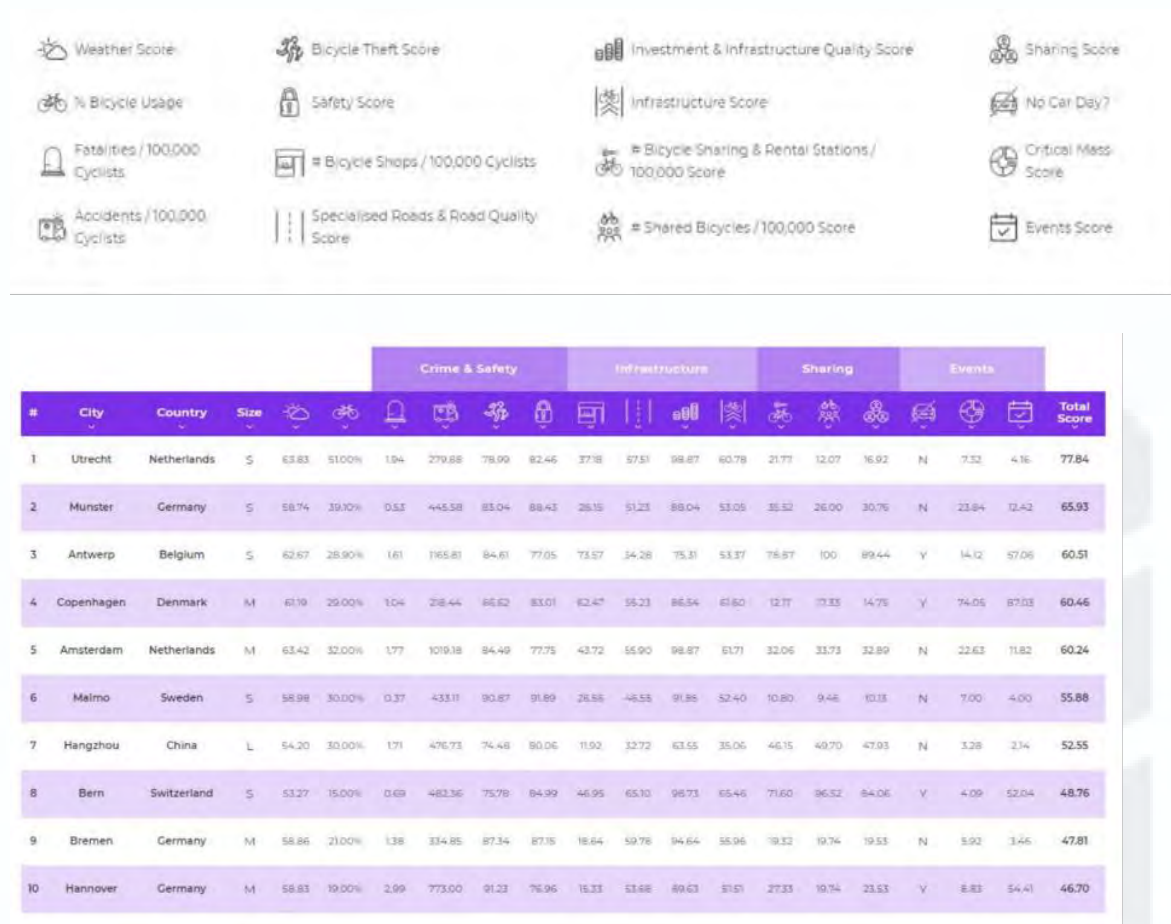 Weather Score
Bicycle Theft Score
Investment & Infrastructure Quality Score
Sharing Score
% Bicycle Usage
Safety Score
Infrastructure Score
No Car Day?
Fatalities / 100,000
Cyclists
# Bicycle Shops / 100,000 Cyclists
# Bicycle Sharing & Rental Stations /
100,000 Score
Critical Mass
Score
Accidents / 100,000
Cyclists
Specialised Roads & Road Quality
Score
# Shared Bicycles / 100,000 Score
Events Score
Crime & Safety Infrastructure Sharing Events
# City Country Size Total
Score
1 Utrecht Netherlands S 63.83 51.00% 1.94 279.88 78.99 82.46 37.18 57.51 98.87 60.78 21.77 12.07 16.92 N 7.32 4.16 77.84
2 Munster Germany S 58.74 39.10% 0.53 445.58 83.04 88.43 28.15 51.23 88.04 53.05 35.52 26.00 30.76 N 23.84 12.42 65.93
3 Antwerp Belgium S 62.67 28.90% 1.61 1165.81 84.61 77.05 73.57 54.28 75.31 53.37 78.87 100 89.44 Y 14.12 57.06 60.51
4 Copenhagen Denmark M 61.19 29.00% 1.04 218.44 86.62 83.01 62.47 55.23 86.54 61.60 12.17 17.33 14.75 Y 74.05 87.03 60.46
5 Amsterdam Netherlands M 63.42 32.00% 1.77 1019.18 84.49 77.75 43.72 55.90 98.87 61.71 32.06 33.73 32.89 N 22.63 11.82 60.24
6 Malmo Sweden S 58.98 30.00% 0.37 433.11 90.87 91.89 26.56 46.55 91.86 52.40 10.80 9.46 10.13 N 7.00 4.00 55.88
7 Hangzhou China L 54.20 30.00% 1.71 476.73 74.48 80.06 11.92 32.72 63.55 35.06 46.15 49.70 47.93 N 3.28 2.14 52.55
8 Bern Switzerland S 53.27 15.00% 0.69 482.36 75.78 84.99 46.95 65.10 98.73 65.46 71.60 96.52 84.06 Y 4.09 52.04 48.76
9 Bremen Germany M 58.86 21.00% 1.38 334.85 87.34 87.15 18.64 59.78 94.64 55.96 19.32 19.74 19.53 N 5.92 3.46 47.81
10 Hannover Germany M 58.83 19.00% 2.99 773.00 91.23 76.96 15.33 53.68 89.63 51.51 27.33 19.74 23.53 Y 8.83 54.41 46.70